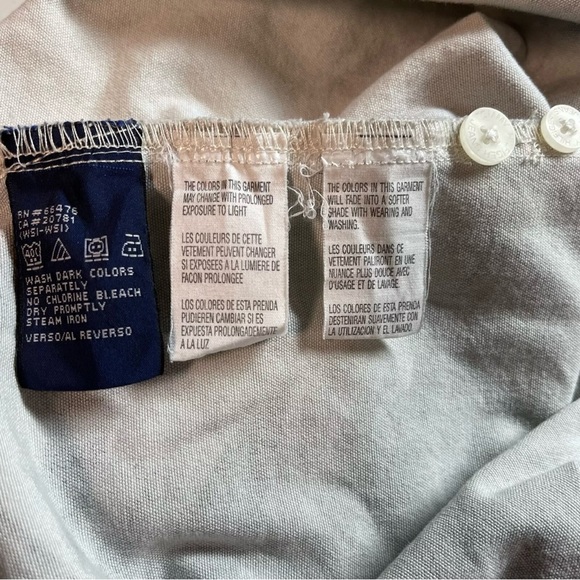 RN#66476
CA#20781
(WSI-WSI)
40C
WASH DARK COLORS
SEPARATELY
NO CHLORINE BLEACH
DRY PROMPTLY
STEAM IRON
VERSO/AL REVERSO
THE COLORS IN THIS GARMENT
MAY CHANGE WITH PROLONGED
EXPOSURE TO LIGHT
LES COULEURS DE CETTE
VETEMENT PEUVENT CHANGER
SI EXPOSEES A LA LUMIERE DE
FACON PROLONGEE
LOS COLORES DE ESTA PRENDA
PUDIEREN CAMBIAR SI ES
EXPUESTA PROLONGADAMENTE
A LA LUZ
THE COLORS IN THIS GARMENT
WILL FADE INTO A SOFTER
SHADE WITH WEARING AND
WASHING.
LES COULEURS DANS CE
VETEMENT PALIRONT EN UNE
NUANCE PLUS DOUCE AVEC
D'USAGE ET DE LAVAGE.
LOS COLORES DE ESTA PRENDA
DESTENIRAN SUAVEMENTE CON
EL USO Y EL LAVADO.